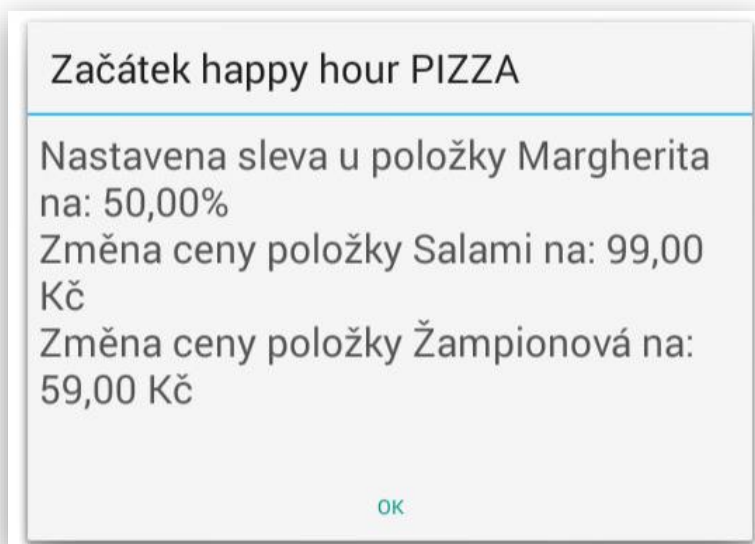 Začátek happy hour PIZZA
Nastavena sleva u položky Margherita
na: 50,00%
Změna ceny položky Salami na: 99,00
Kč
Změna ceny položky Žampionová na:
59,00 Kč
OK